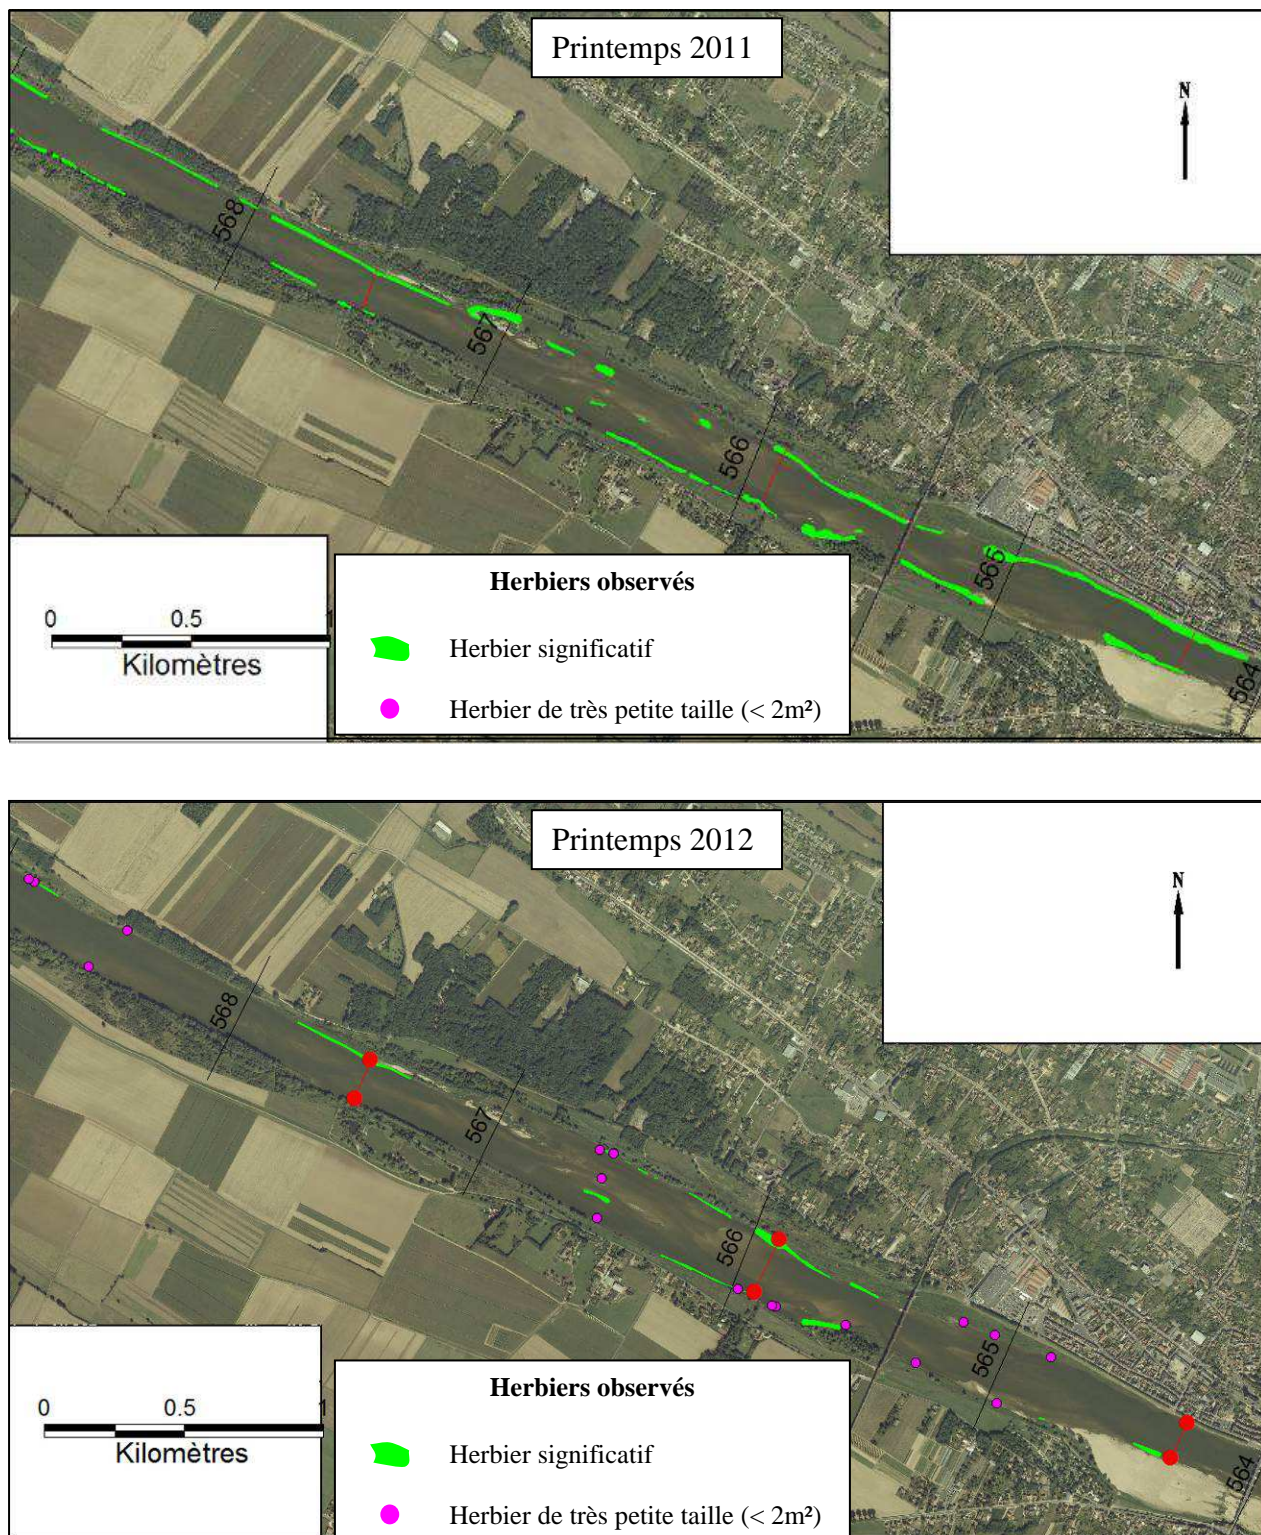 Printemps 2011
N
568
567
566
565
564
0 0.5 1
Kilomètres
Herbiers observés
Herbier significatif
Herbier de très petite taille (< 2m²)
Printemps 2012
N
568
567
566
565
564
0 0.5 1
Kilomètres
Herbiers observés
Herbier significatif
Herbier de très petite taille (< 2m²)